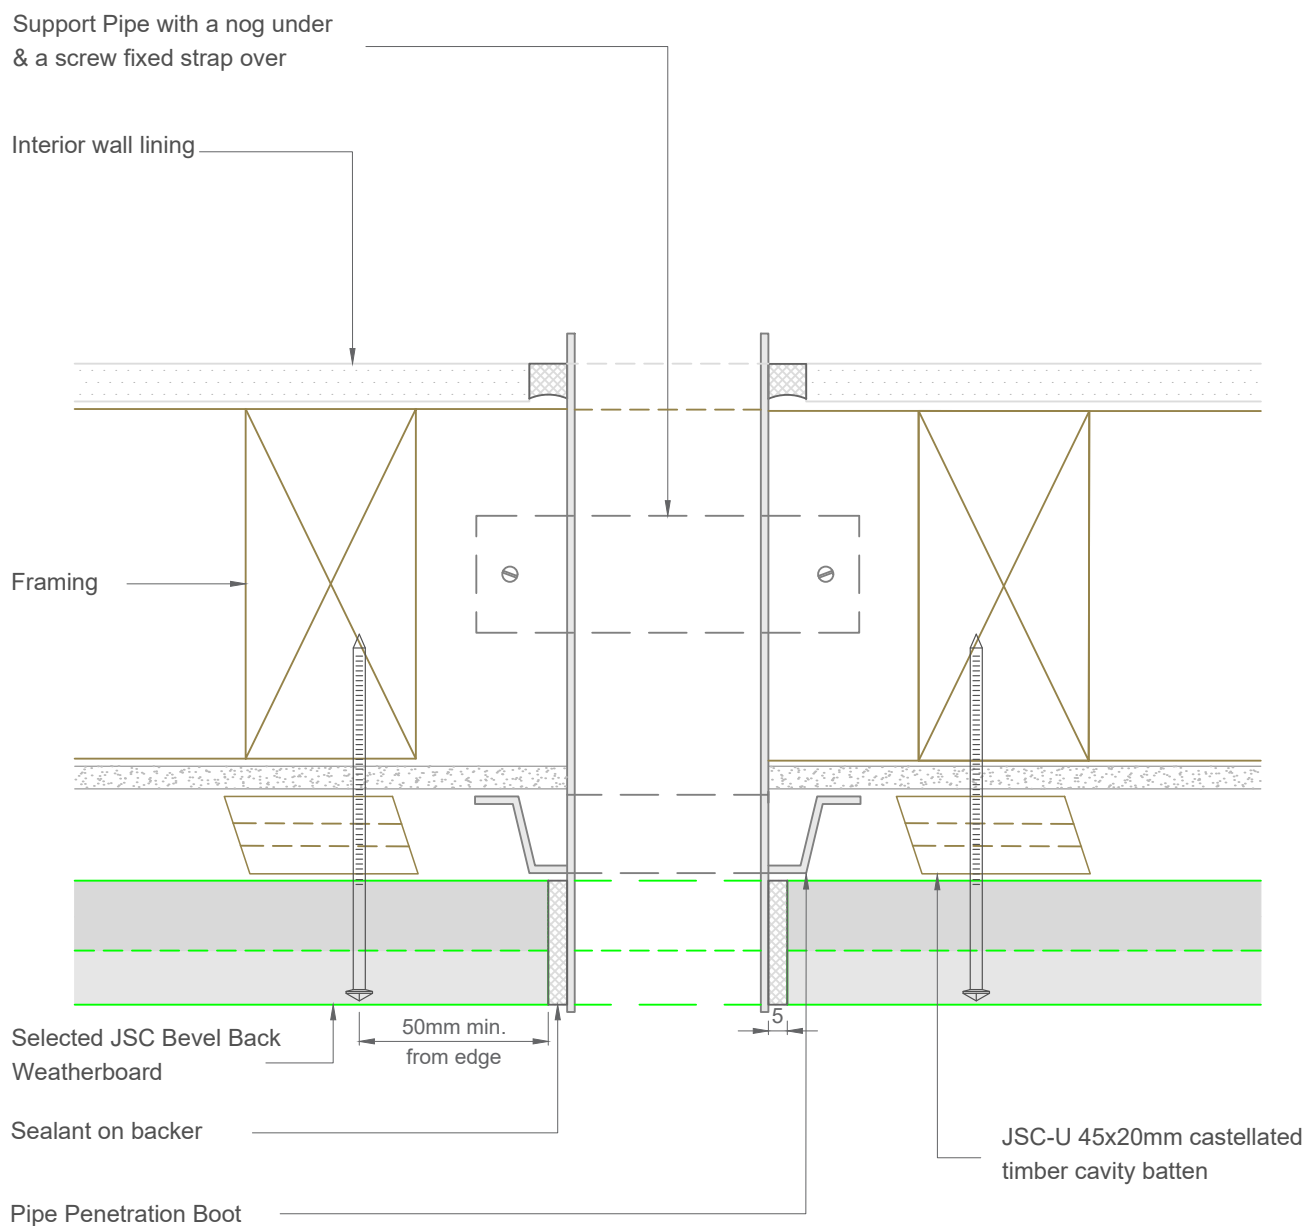 Support Pipe with a nog under
& a screw fixed strap over
Interior wall lining
Framing
Selected JSC Bevel Back
Weatherboard
50mm min.
from edge
5
Sealant on backer
JSC-U 45x20mm castellated
timber cavity batten
Pipe Penetration Boot